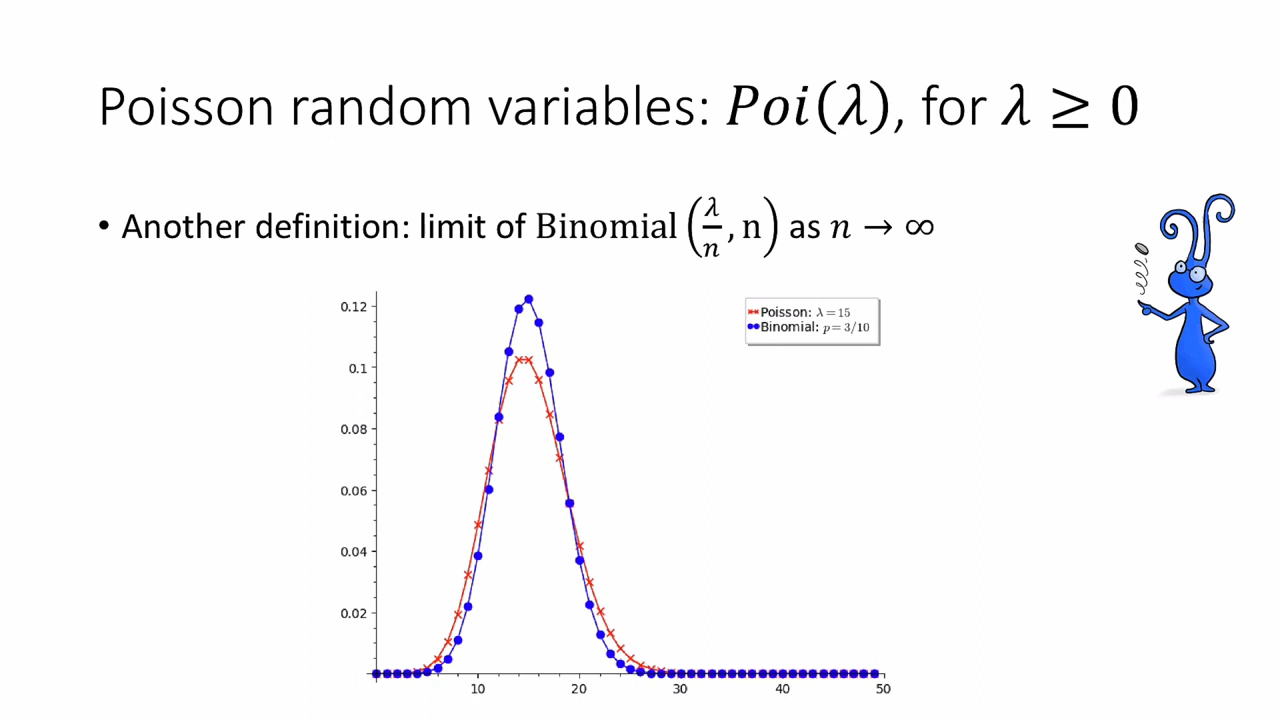 Poisson random variables: Poi(λ), for λ ≥ 0
• Another definition: limit of Binomial (λ/n, n) as n → ∞
Poisson: λ = 15
Binomial: p = 3/10
0.12
0.1
0.08
0.06
0.04
0.02
10 20 30 40 50